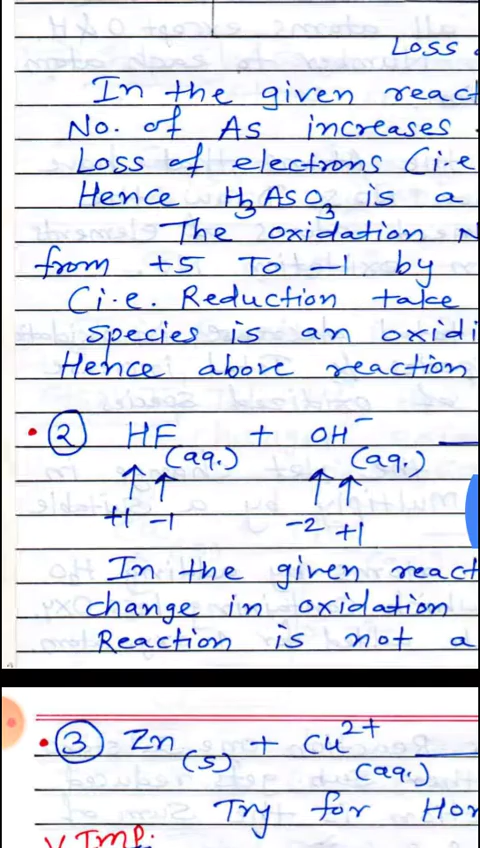 Loss
In the given react
No. of As increases
Loss of electrons (i.e
Hence H₃AsO₃ is a
The oxidation N
from +5 To -1 by
(i.e. Reduction take
species is an oxidi
Hence above reaction
② HF(aq.) + OH⁻(aq.)
+1 -1 -2 +1
In the given react
change in oxidation
Reaction is not a
③ Zn(s) + Cu²⁺(aq.)
Try for Hor
V. IMP: